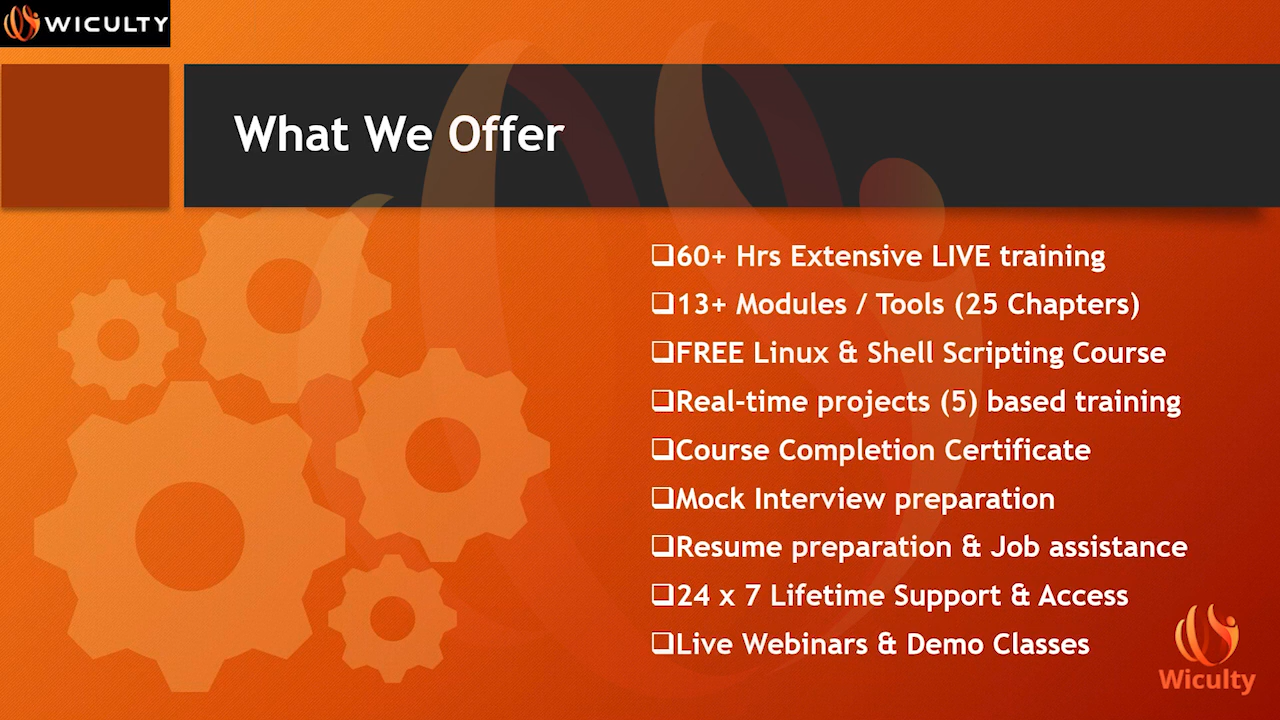 WICULTY
What We Offer
❑60+ Hrs Extensive LIVE training
❑13+ Modules / Tools (25 Chapters)
❑FREE Linux & Shell Scripting Course
❑Real-time projects (5) based training
❑Course Completion Certificate
❑Mock Interview preparation
❑Resume preparation & Job assistance
❑24 x 7 Lifetime Support & Access
❑Live Webinars & Demo Classes
Wiculty